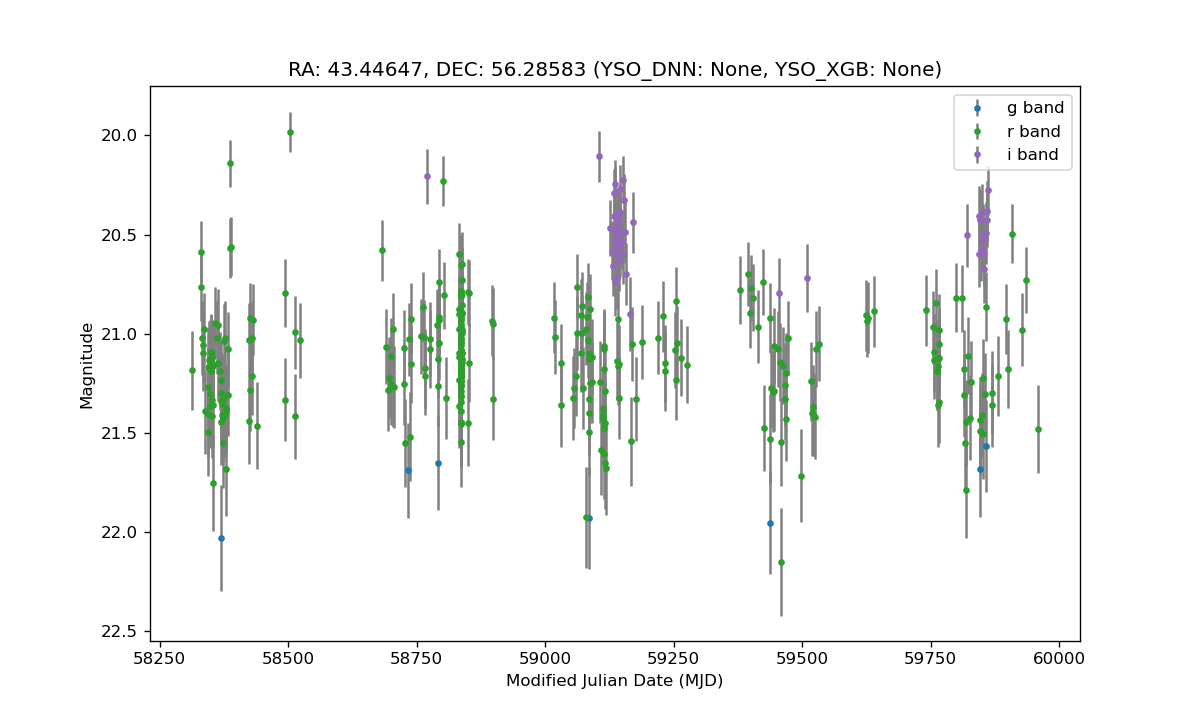 RA: 43.44647, DEC: 56.28583 (YSO_DNN: None, YSO_XGB: None)
g band
r band
i band
20.0
20.5
21.0
21.5
22.0
22.5
Magnitude
58250 58500 58750 59000 59250 59500 59750 60000
Modified Julian Date (MJD)